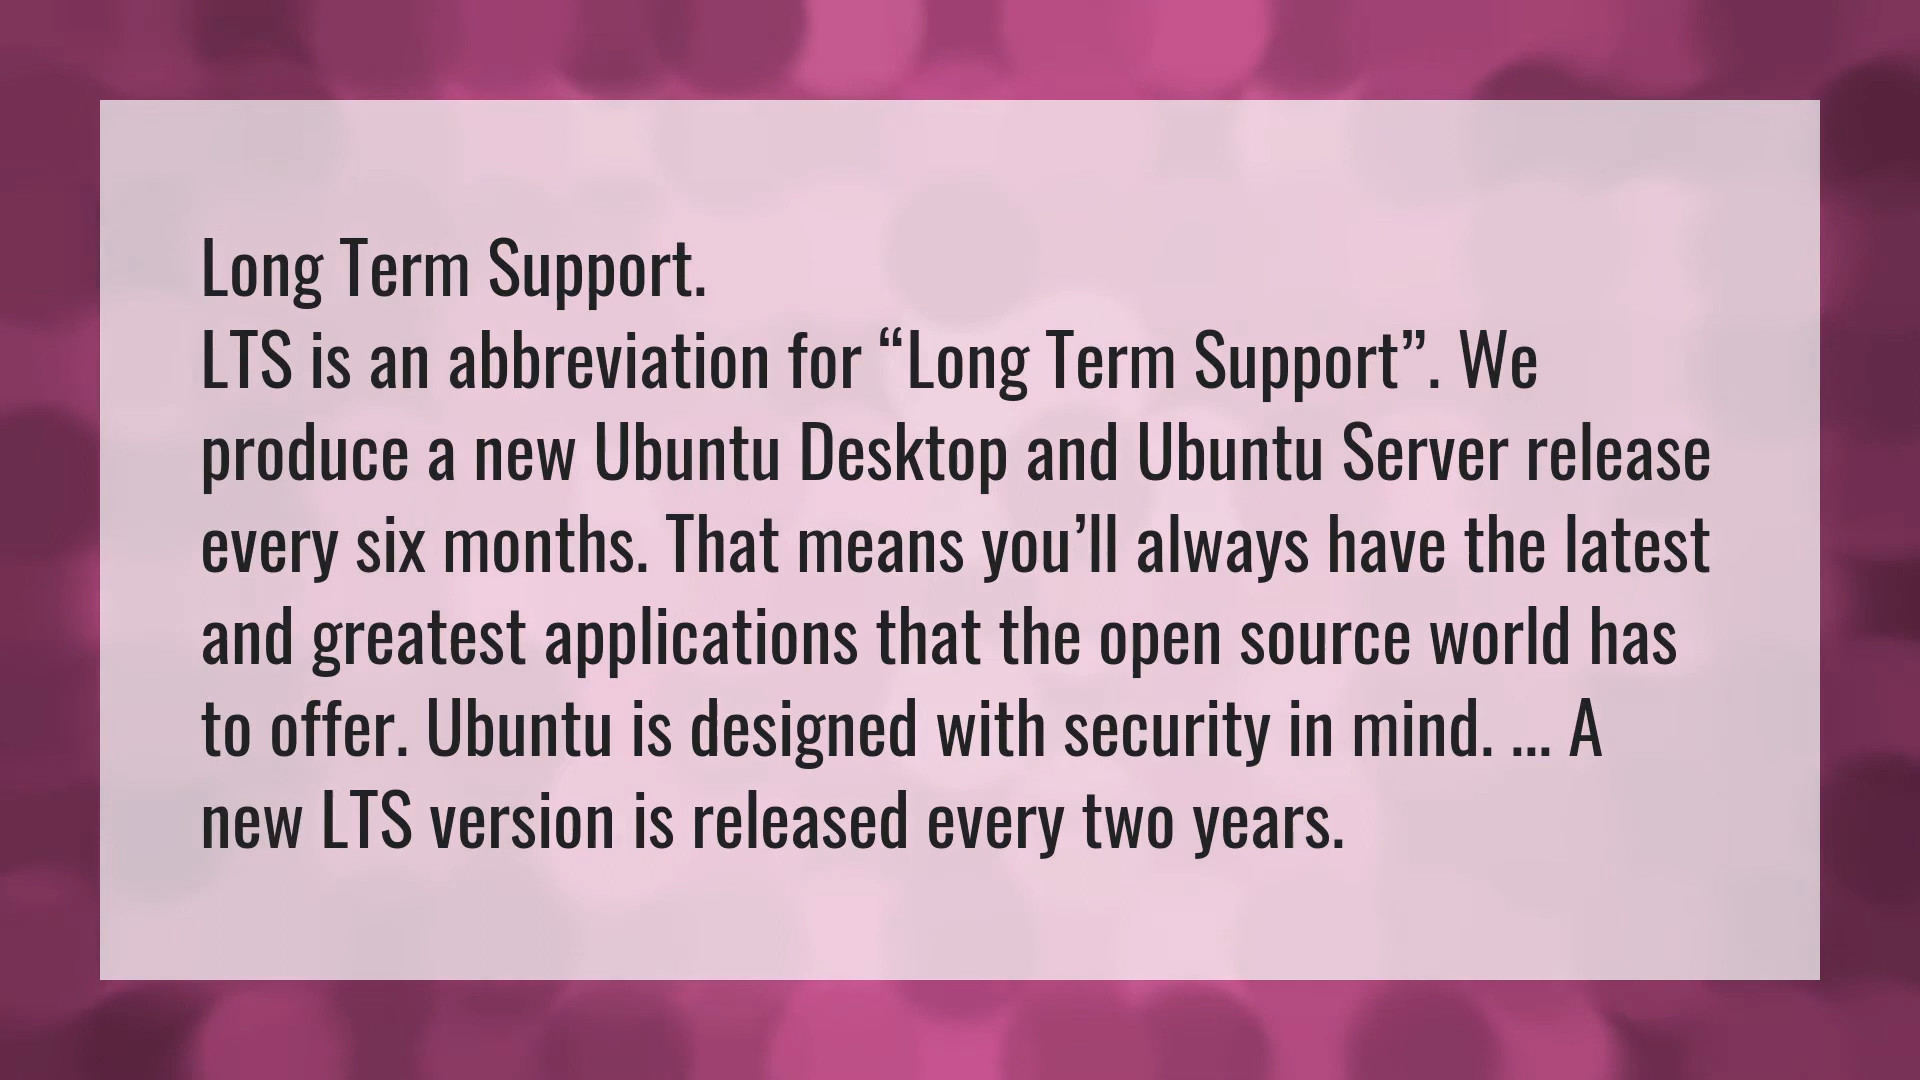 Long Term Support.
LTS is an abbreviation for “Long Term Support”. We
produce a new Ubuntu Desktop and Ubuntu Server release
every six months. That means you’ll always have the latest
and greatest applications that the open source world has
to offer. Ubuntu is designed with security in mind. ... A
new LTS version is released every two years.